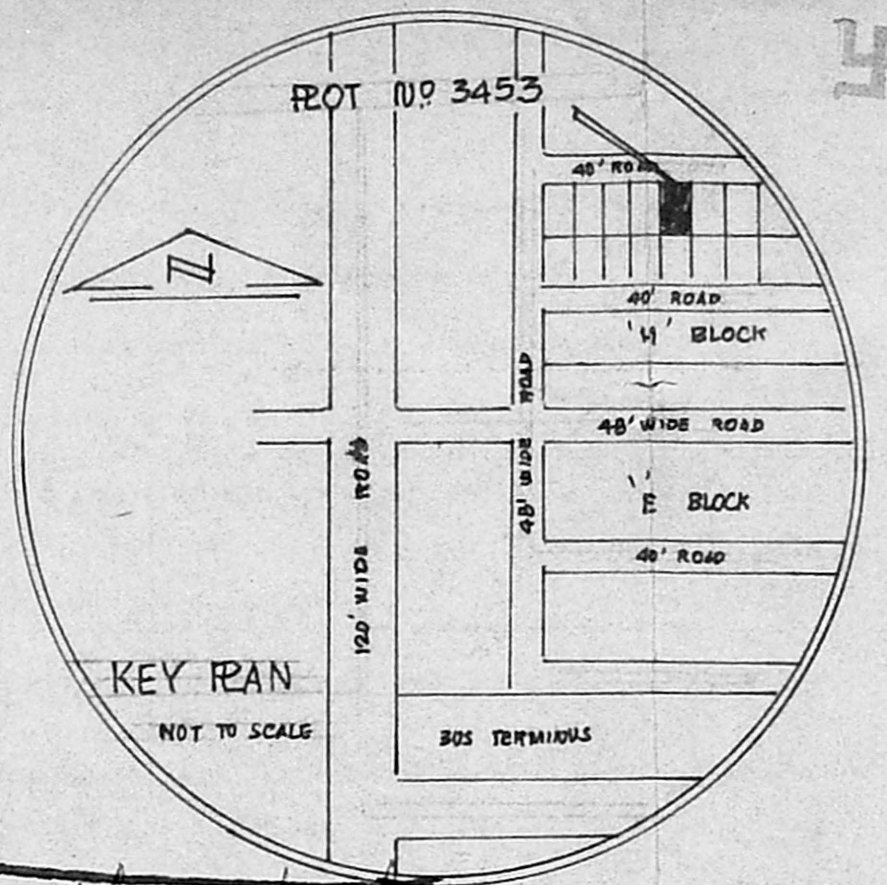 PLOT Nº 3453
40' ROAD
N
40' ROAD
'H' BLOCK
48' WIDE ROAD
48' WIDE ROAD
120' WIDE ROAD
'E' BLOCK
40' ROAD
KEY PLAN
NOT TO SCALE
BUS TERMINUS